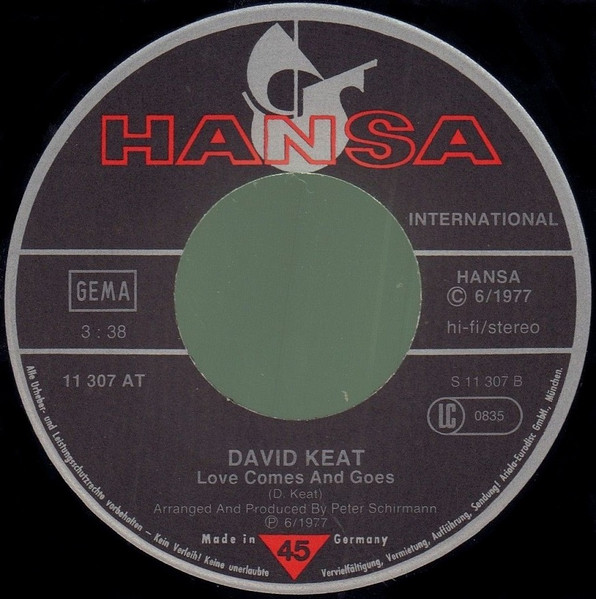 HANSA
INTERNATIONAL
GEMA
3 : 38
11 307 AT
HANSA
© 6/1977
hi-fi/stereo
S 11 307 B
LC 0835
DAVID KEAT
Love Comes And Goes
(D. Keat)
Arranged And Produced By Peter Schirmann
℗ 6/1977
Made in Germany
45
Alle Urheber- und Leistungsschutzrechte vorbehalten - Kein Verleih! Keine unerlaubte Vervielfältigung, Vermietung, Aufführung, Sendung! Ariola-Eurodisc GmbH., München.